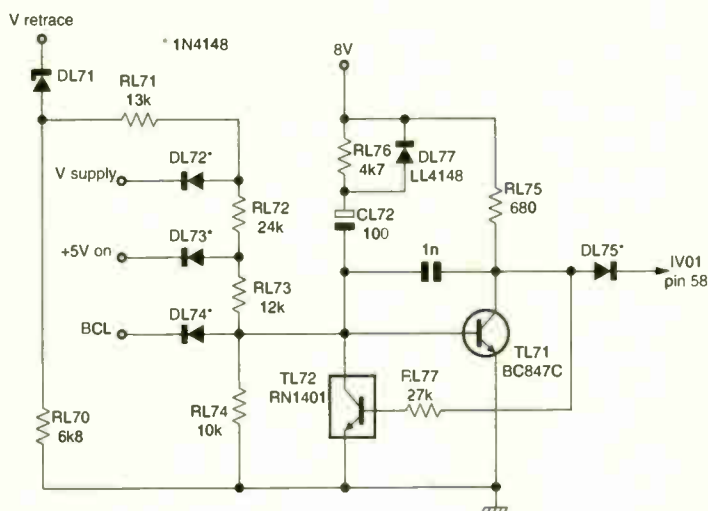 V retrace
* 1N4148
8V
DL71
RL71
13k
RL76
4k7
DL77
LL4148
DL72*
V supply
RL75
680
RL72
24k
CL72
100
DL73*
+5V on
1n
DL75*
IV01
pin 58
RL73
12k
DL74*
BCL
TL71
BC847C
TL72
RN1401
RL77
27k
RL74
10k
RL70
6k8